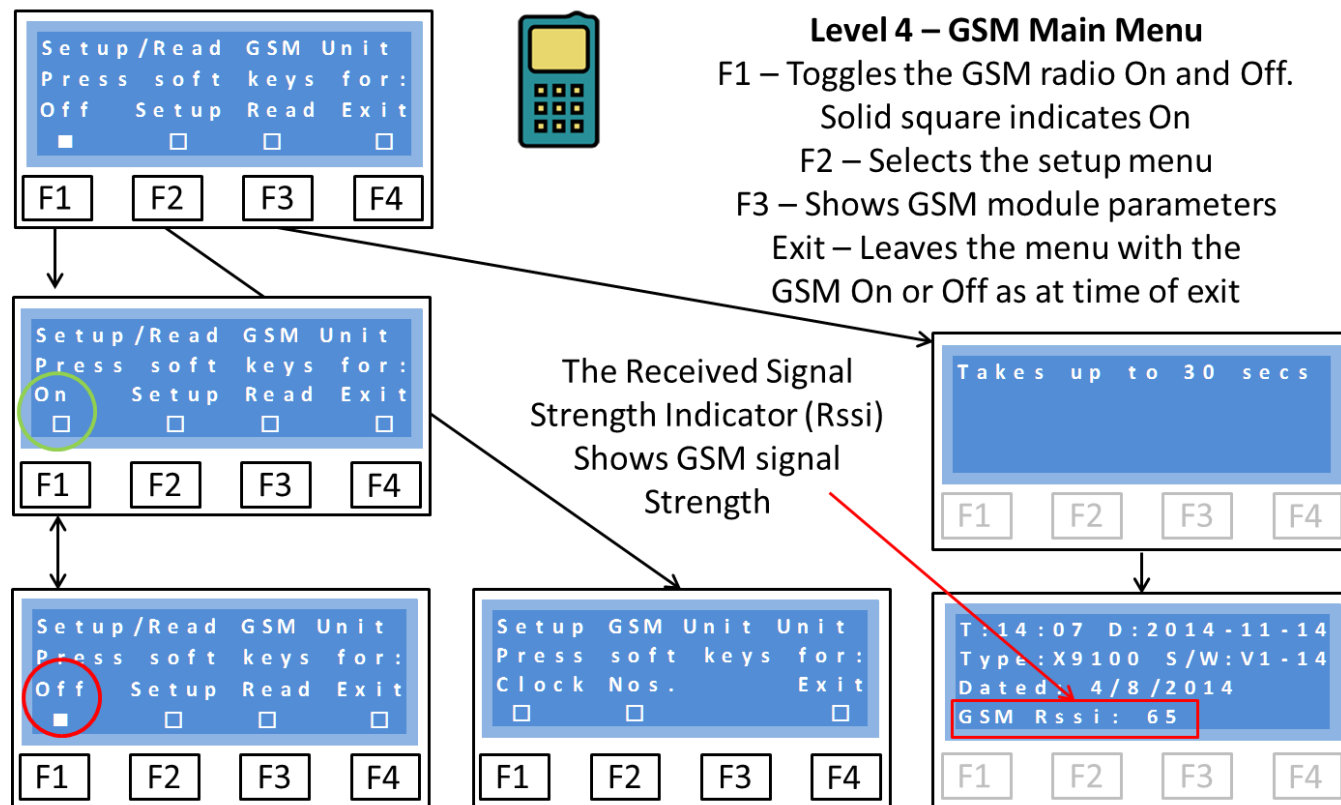 Setup/Read GSM Unit
Press soft keys for:
Off Setup Read Exit
F1 F2 F3 F4
Level 4 – GSM Main Menu
F1 – Toggles the GSM radio On and Off.
Solid square indicates On
F2 – Selects the setup menu
F3 – Shows GSM module parameters
Exit – Leaves the menu with the
GSM On or Off as at time of exit
Setup/Read GSM Unit
Press soft keys for:
On Setup Read Exit
F1 F2 F3 F4
The Received Signal
Strength Indicator (Rssi)
Shows GSM signal
Strength
Takes up to 30 secs
F1 F2 F3 F4
Setup/Read GSM Unit
Press soft keys for:
Off Setup Read Exit
F1 F2 F3 F4
Setup GSM Unit Unit
Press soft keys for:
Clock Nos. Exit
F1 F2 F3 F4
T:14:07 D:2014-11-14
Type:X9100 S/W:V1-14
Dated: 4/8/2014
GSM Rssi: 65
F1 F2 F3 F4